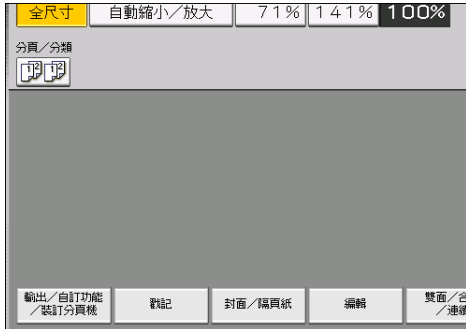 全尺寸 自動縮小／放大 71% 141% 100%
分頁／分類
輸出／自訂功能
／裝訂分頁機
戳記 封面／隔頁紙 編輯
雙面／合
／連續